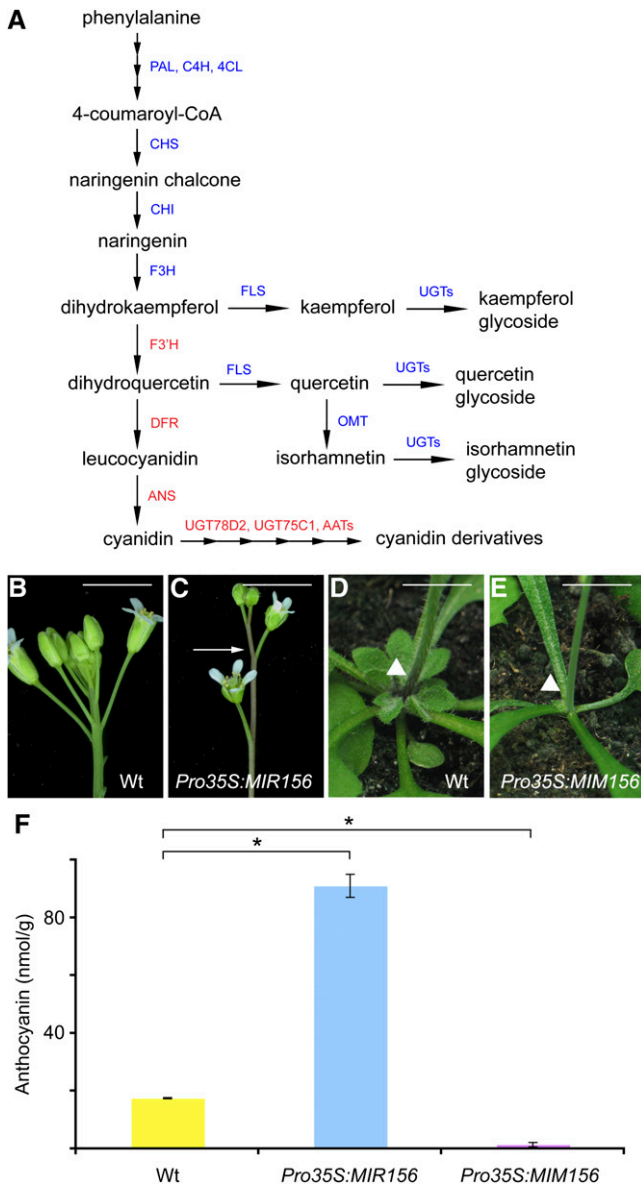 A
phenylalanine
PAL, C4H, 4CL
4-coumaroyl-CoA
CHS
naringenin chalcone
CHI
naringenin
F3H
dihydrokaempferol
FLS
kaempferol
UGTs
kaempferol
glycoside
F3'H
dihydroquercetin
FLS
quercetin
UGTs
quercetin
glycoside
DFR
OMT
leucocyanidin
isorhamnetin
UGTs
isorhamnetin
glycoside
ANS
cyanidin
UGT78D2, UGT75C1, AATs
cyanidin derivatives
B
Wt
C
Pro35S:MIR156
D
Wt
E
Pro35S:MIM156
F
*
*
Anthocyanin (nmol/g)
80
40
Wt
Pro35S:MIR156
Pro35S:MIM156